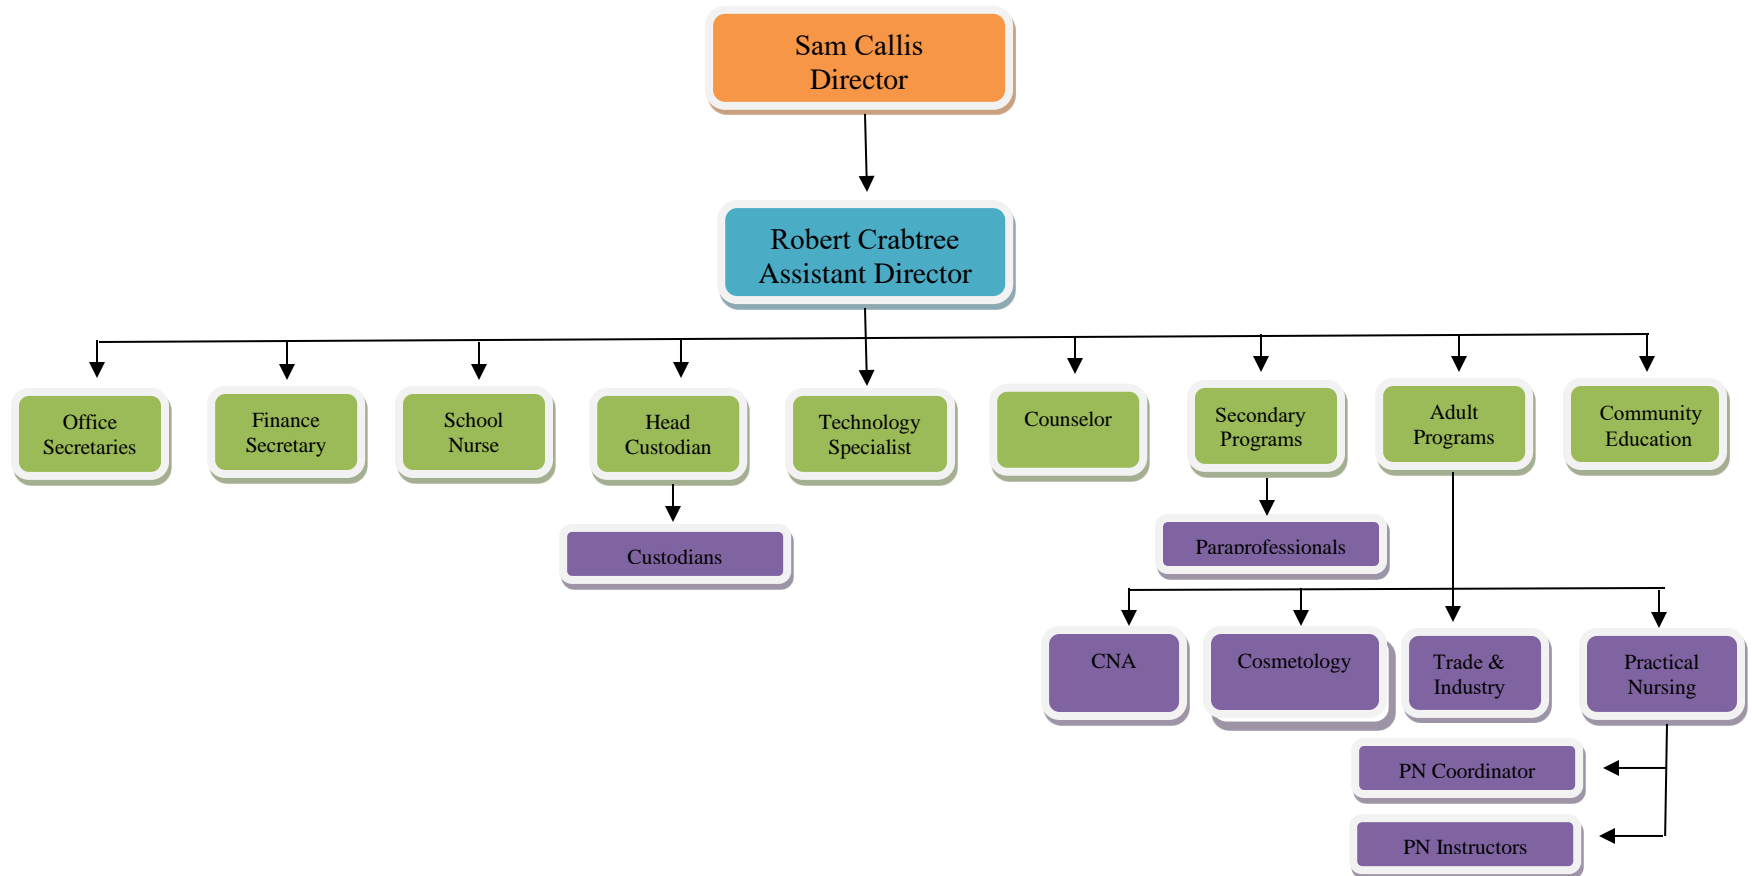 Sam Callis
Director
Robert Crabtree
Assistant Director
Office
Secretaries
Finance
Secretary
School
Nurse
Head
Custodian
Technology
Specialist
Counselor
Secondary
Programs
Adult
Programs
Community
Education
Custodians
Paraprofessionals
CNA
Cosmetology
Trade &
Industry
Practical
Nursing
PN Coordinator
PN Instructors